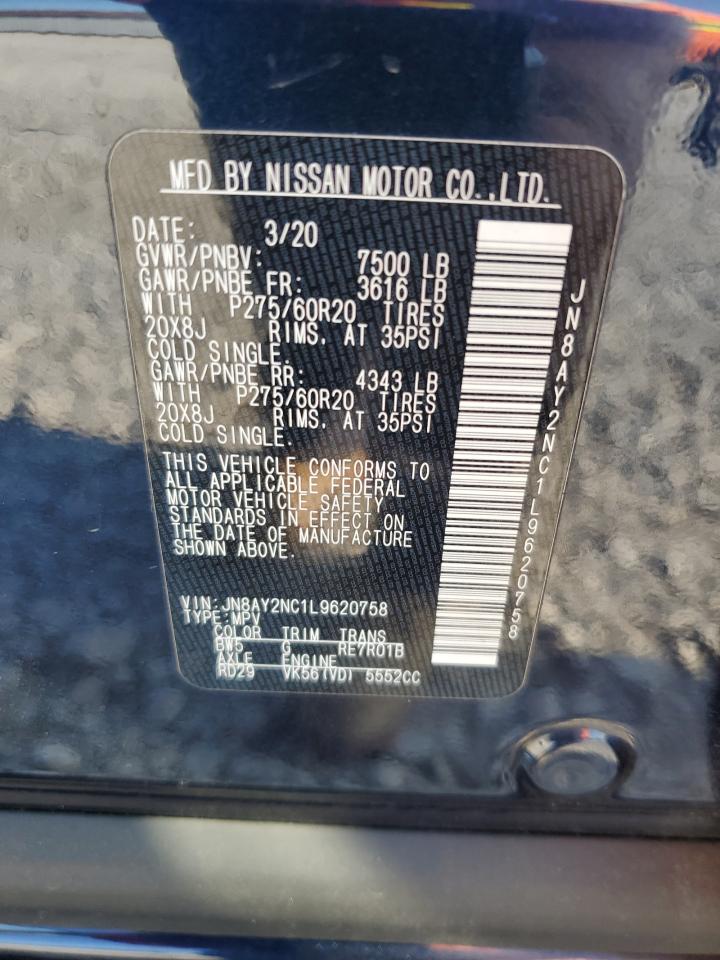 MFD BY NISSAN MOTOR CO.,LTD.
DATE: 3/20
GVWR/PNBV: 7500 LB
GAWR/PNBE FR: 3616 LB
WITH P275/60R20 TIRES
20X8J RIMS. AT 35PSI
COLD SINGLE.
GAWR/PNBE RR: 4343 LB
WITH P275/60R20 TIRES
20X8J RIMS. AT 35PSI
COLD SINGLE.
THIS VEHICLE CONFORMS TO
ALL APPLICABLE FEDERAL
MOTOR VEHICLE SAFETY
STANDARDS IN EFFECT ON
THE DATE OF MANUFACTURE
SHOWN ABOVE.
VIN:JN8AY2NC1L9620758
TYPE:MPV
COLOR TRIM TRANS
BW5 G RE7R01B
AXLE ENGINE
RD29 VK56(VD) 5552CC
JN8AY2NC1L9620758